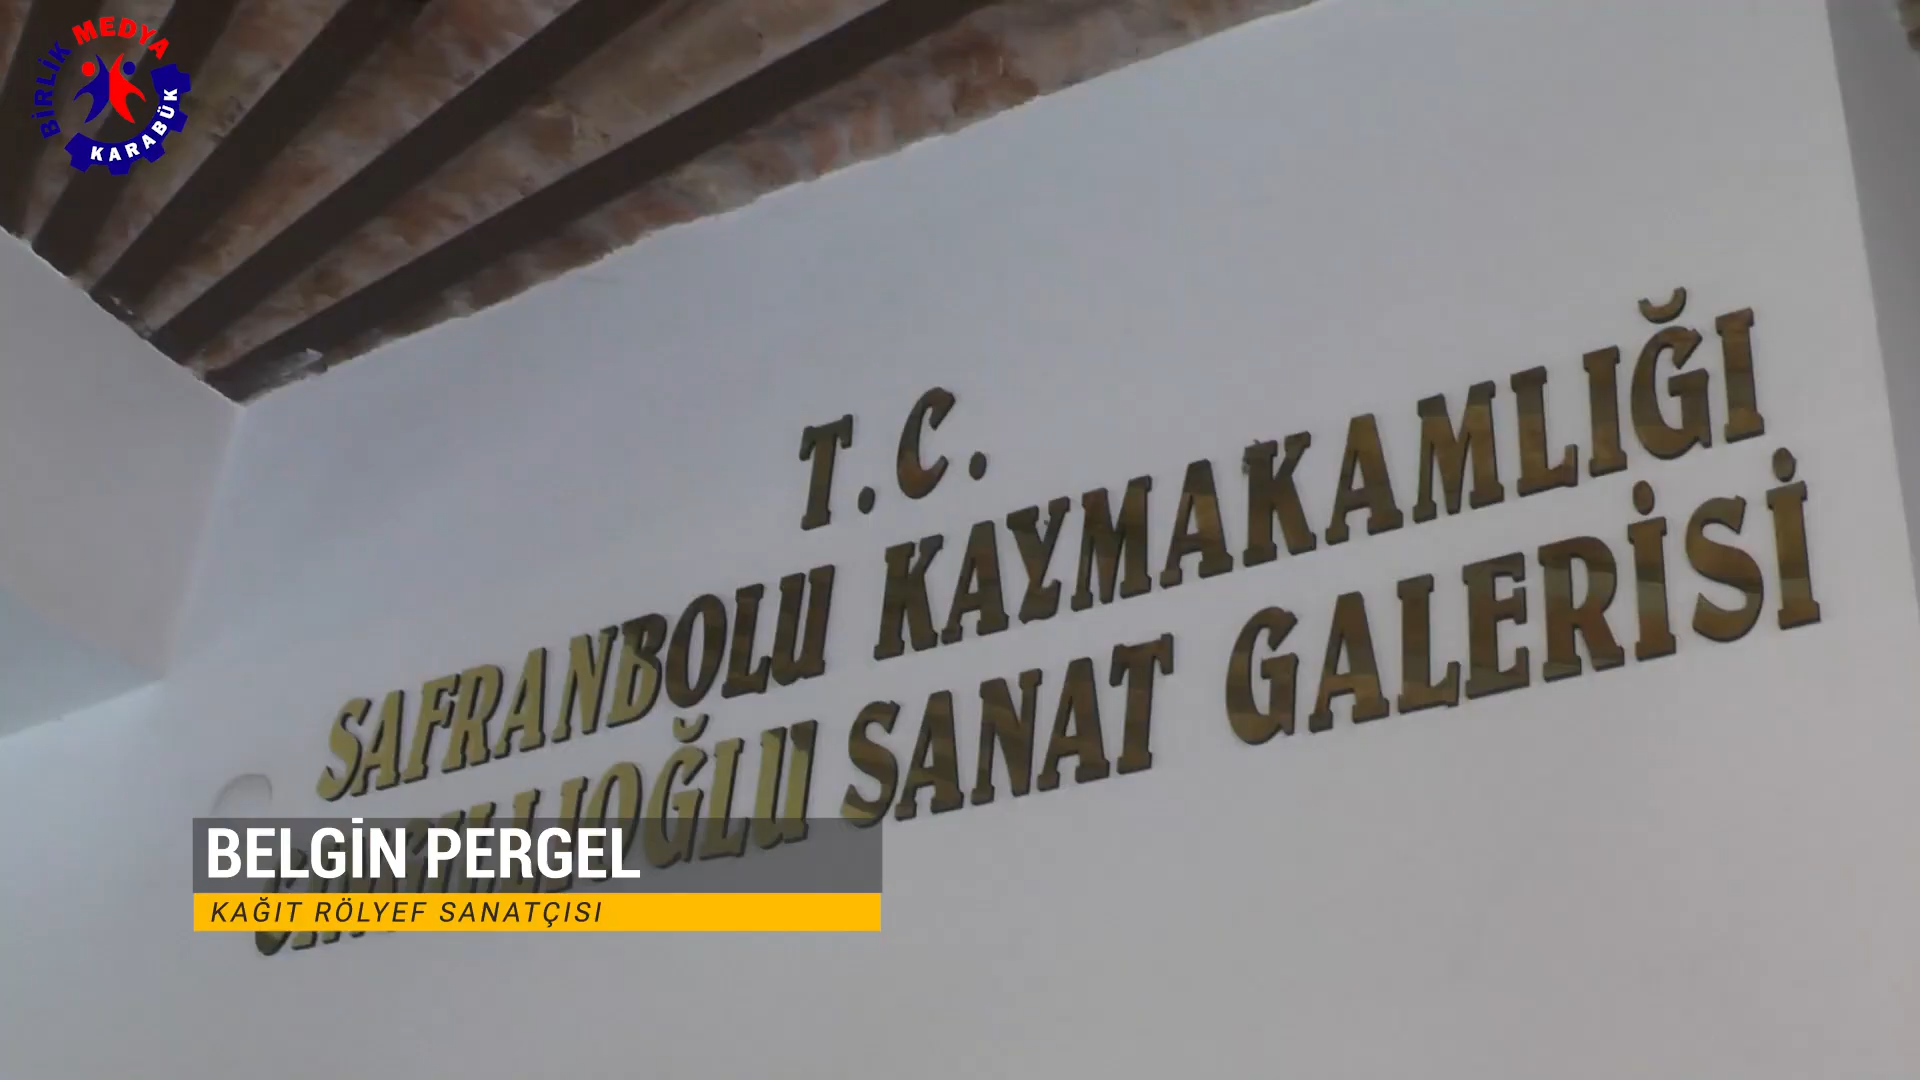 BİRLİK MEDYA
KARABÜK
T.C.
SAFRANBOLU KAYMAKAMLIĞI
SANAT GALERİSİ
BELGİN PERGEL
KAĞIT RÖLYEF SANATÇISI